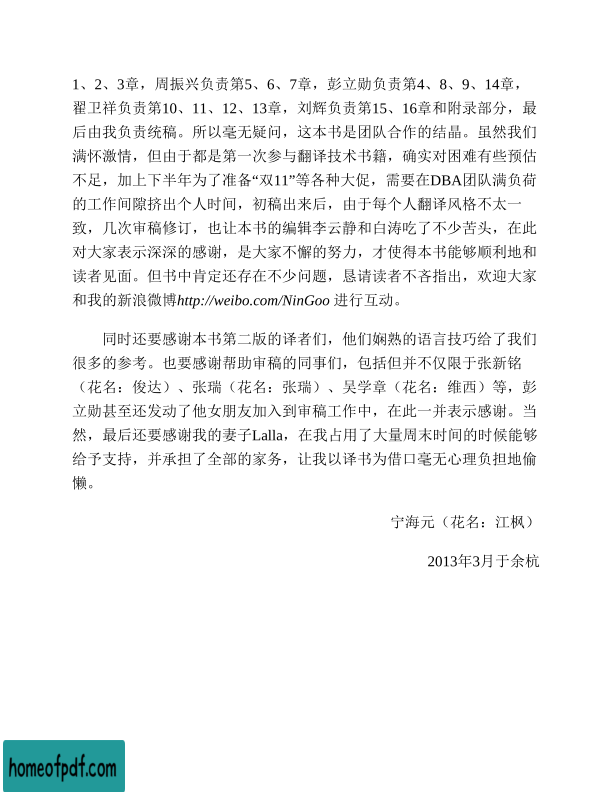 1、2、3章，周振兴负责第5、6、7章，彭立勋负责第4、8、9、14章，
翟卫祥负责第10、11、12、13章，刘辉负责第15、16章和附录部分，最
后由我负责统稿。所以毫无疑问，这本书是团队合作的结晶。虽然我们
满怀激情，但由于都是第一次参与翻译技术书籍，确实对困难有些预估
不足，加上下半年为了准备“双11”等各种大促，需要在DBA团队满负荷
的工作间隙挤出个人时间，初稿出来后，由于每个人翻译风格不太一
致，几次审稿修订，也让本书的编辑李云静和白涛吃了不少苦头，在此
对大家表示深深的感谢，是大家不懈的努力，才使得本书能够顺利地和
读者见面。但书中肯定还存在不少问题，恳请读者不吝指出，欢迎大家
和我的新浪微博http://weibo.com/NinGoo 进行互动。
同时还要感谢本书第二版的译者们，他们娴熟的语言技巧给了我们
很多的参考。也要感谢帮助审稿的同事们，包括但并不仅限于张新铭
（花名：俊达）、张瑞（花名：张瑞）、吴学章（花名：维西）等，彭
立勋甚至还发动了他女朋友加入到审稿工作中，在此一并表示感谢。当
然，最后还要感谢我的妻子Lalla，在我占用了大量周末时间的时候能够
给予支持，并承担了全部的家务，让我以译书为借口毫无心理负担地偷
懒。
宁海元（花名：江枫）
2013年3月于余杭
homeofpdf.com